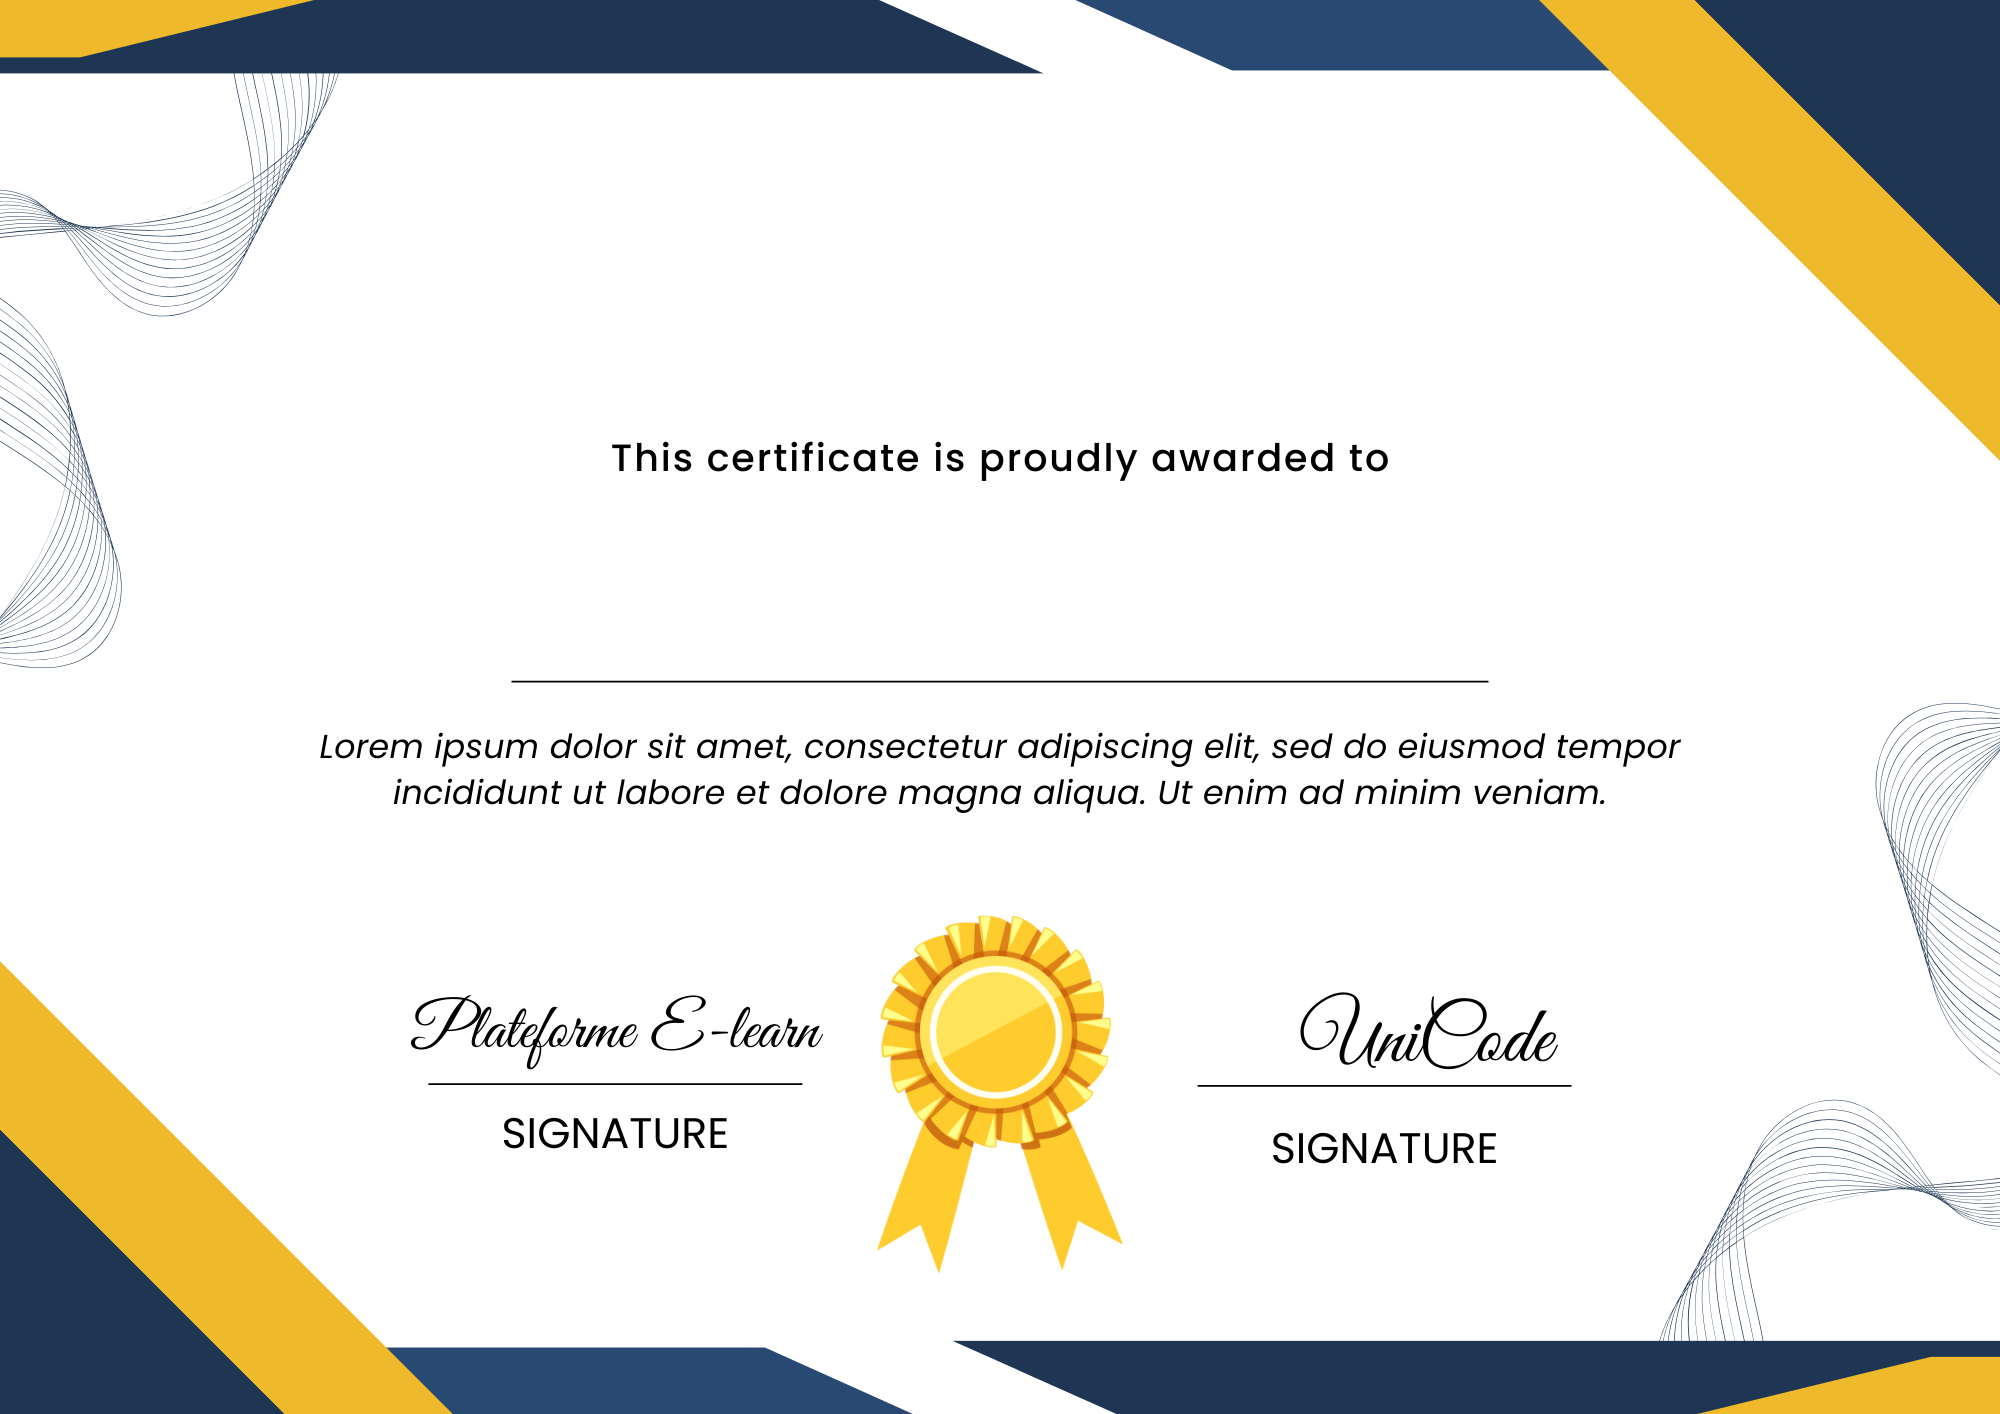 This certificate is proudly awarded to
Lorem ipsum dolor sit amet, consectetur adipiscing elit, sed do eiusmod tempor
incididunt ut labore et dolore magna aliqua. Ut enim ad minim veniam.
Plateforme E-learn
SIGNATURE
UniCode
SIGNATURE